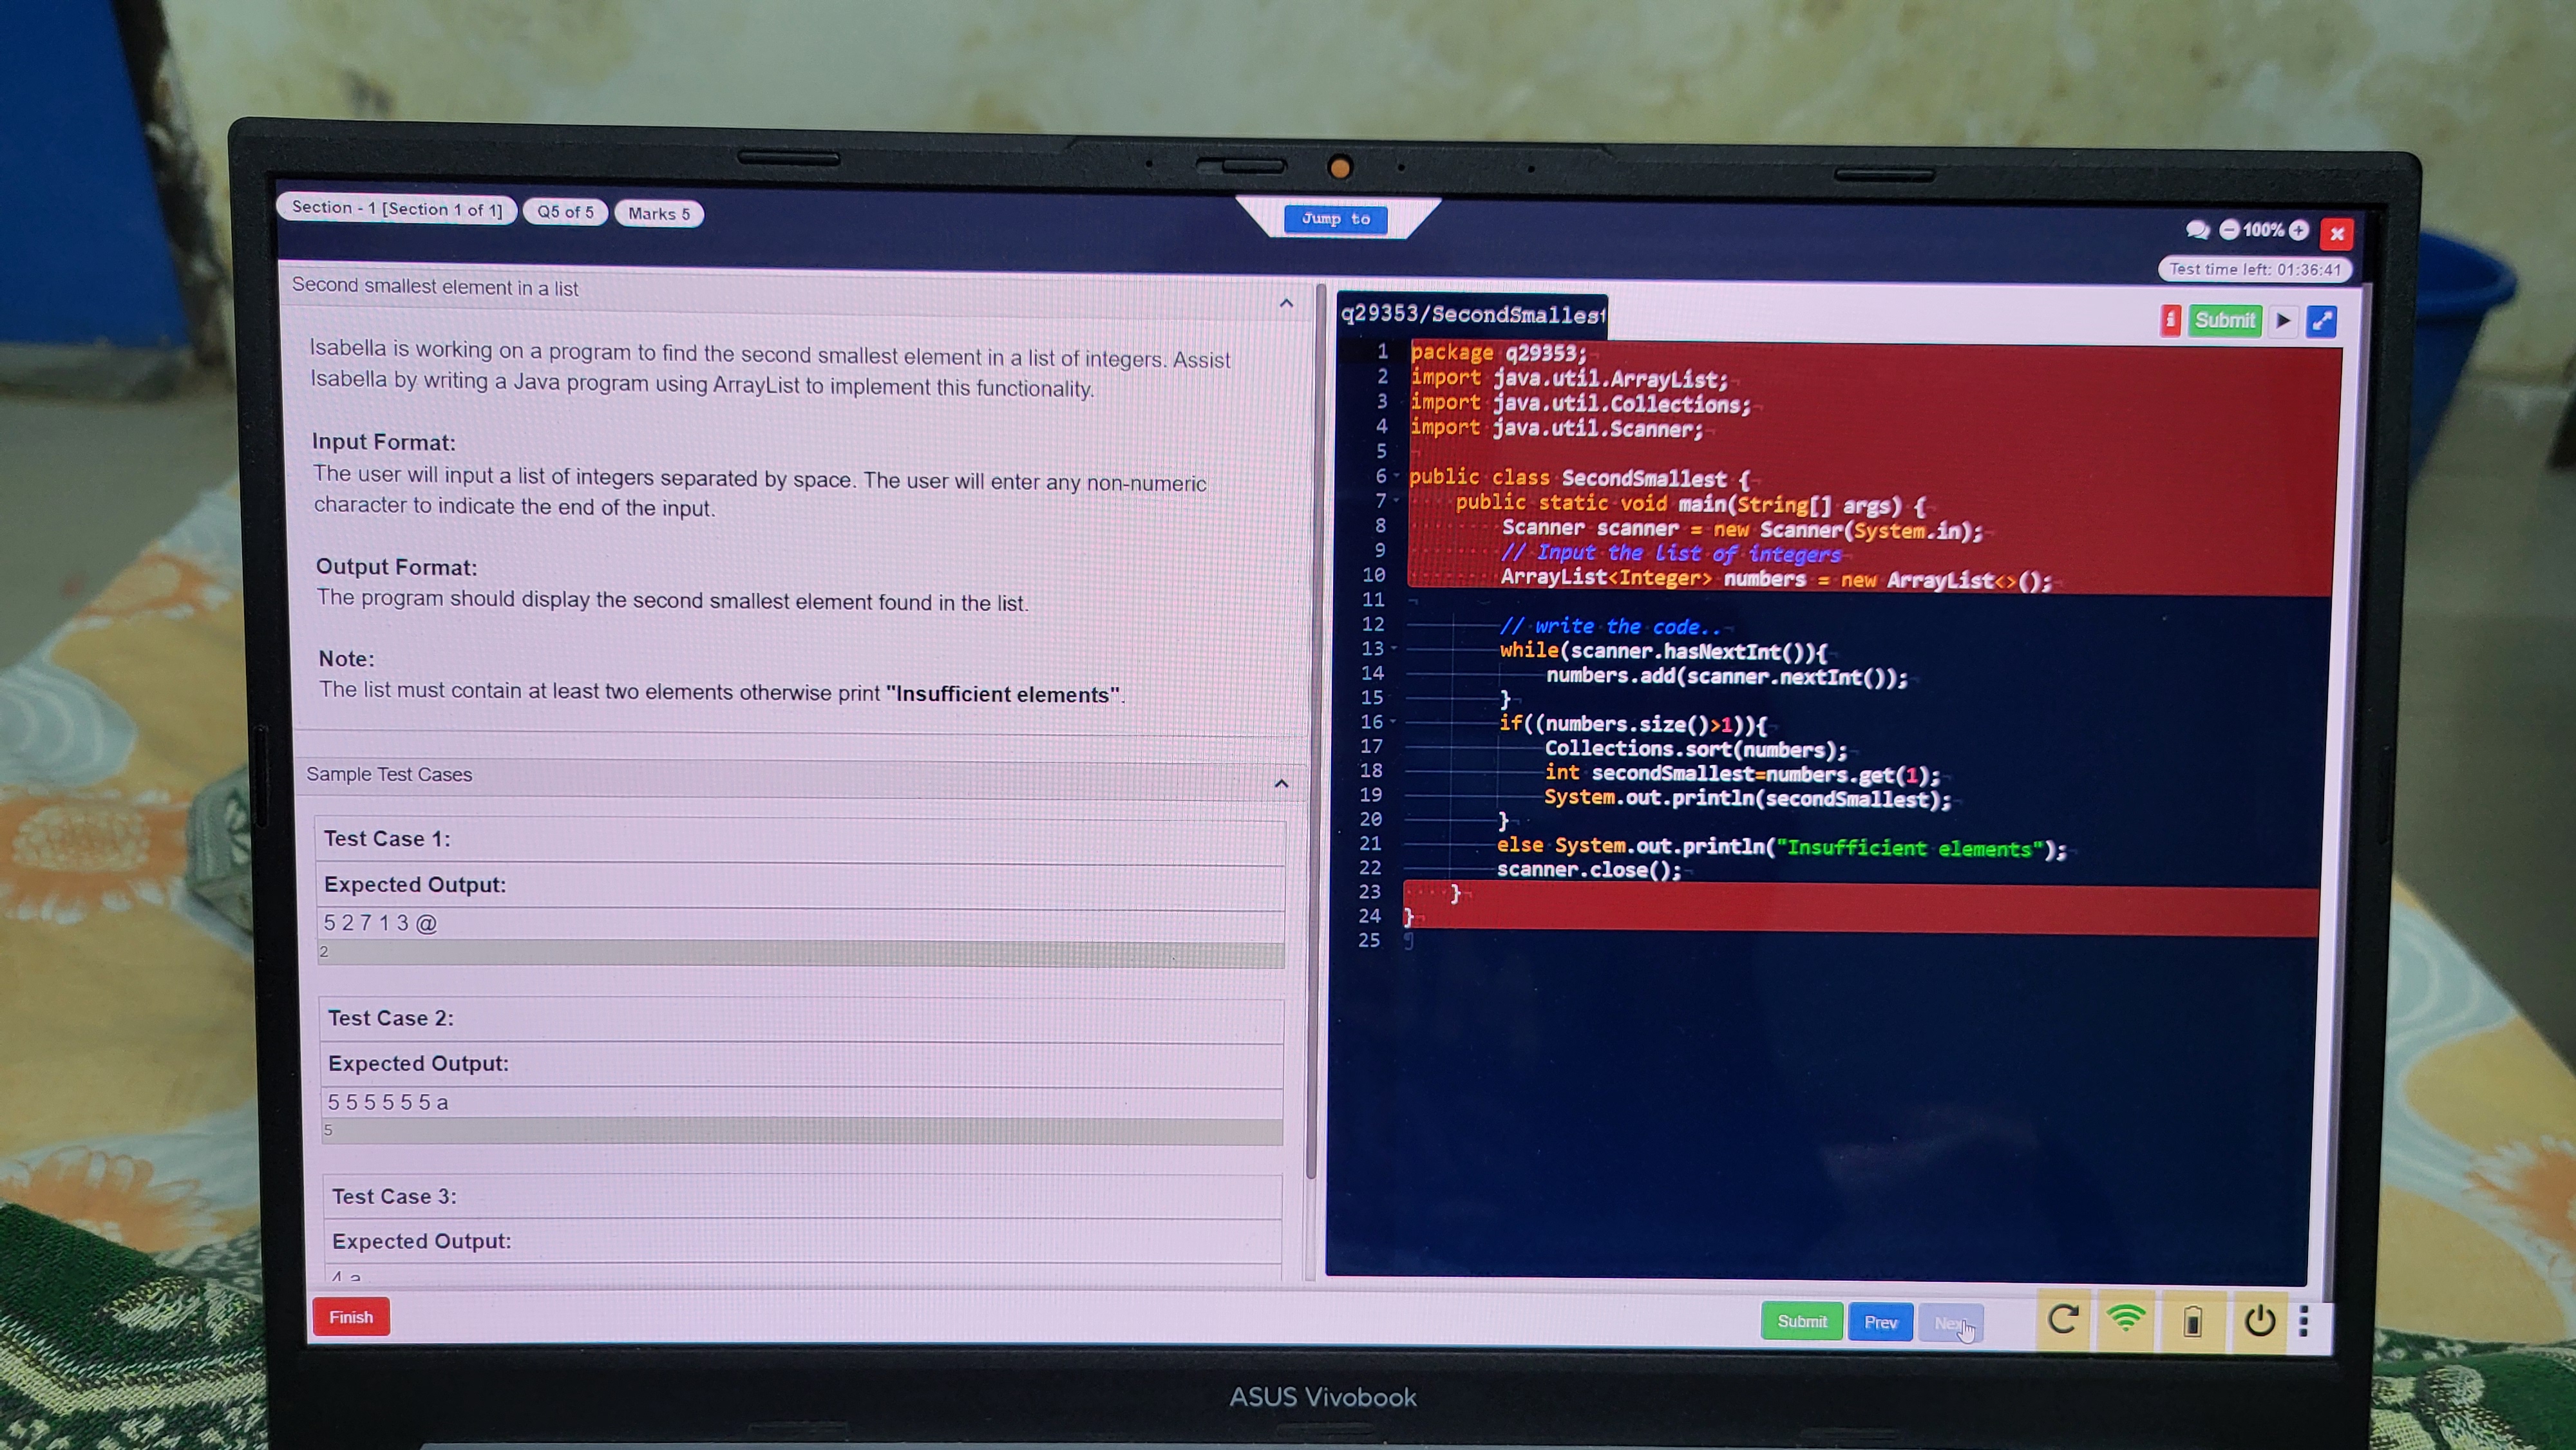 Section - 1 [Section 1 of 1] Q5 of 5 Marks 5
Jump to
100%
Test time left: 01:36:41
Second smallest element in a list
Isabella is working on a program to find the second smallest element in a list of integers. Assist
Isabella by writing a Java program using ArrayList to implement this functionality.
Input Format:
The user will input a list of integers separated by space. The user will enter any non-numeric
character to indicate the end of the input.
Output Format:
The program should display the second smallest element found in the list.
Note:
The list must contain at least two elements otherwise print "Insufficient elements".
Sample Test Cases
Test Case 1:
Expected Output:
5 2 7 1 3 @
2
Test Case 2:
Expected Output:
5 5 5 5 5 5 a
5
Test Case 3:
Expected Output:
4 a
Finish
q29353/SecondSmallest
Submit
1 package q29353;
2 import java.util.ArrayList;
3 import java.util.Collections;
4 import java.util.Scanner;
5
6 public class SecondSmallest {
7 public static void main(String[] args) {
8 Scanner scanner = new Scanner(System.in);
9 // Input the list of integers
10 ArrayList<Integer> numbers = new ArrayList<>();
11
12 // write the code..
13 while(scanner.hasNextInt()){
14 numbers.add(scanner.nextInt());
15 }
16 if((numbers.size()>1)){
17 Collections.sort(numbers);
18 int secondSmallest=numbers.get(1);
19 System.out.println(secondSmallest);
20 }
21 else System.out.println("Insufficient elements");
22 scanner.close();
23 }
24 }
25
Submit Prev Next
ASUS Vivobook